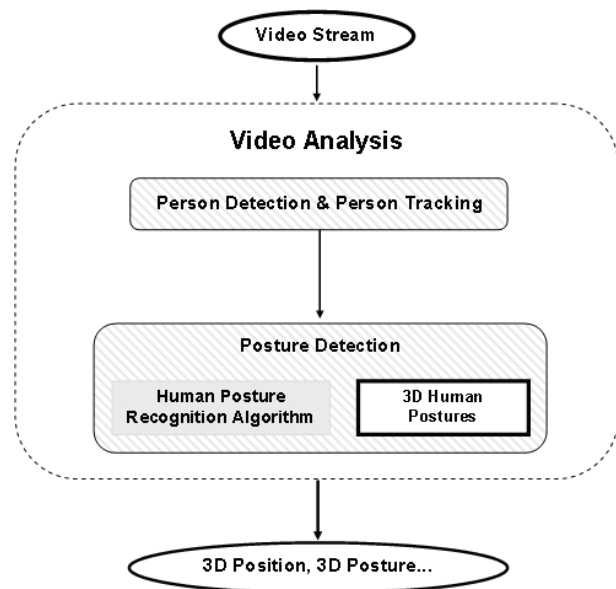 Video Stream
Video Analysis
Person Detection & Person Tracking
Posture Detection
Human Posture
Recognition Algorithm
3D Human
Postures
3D Position, 3D Posture...